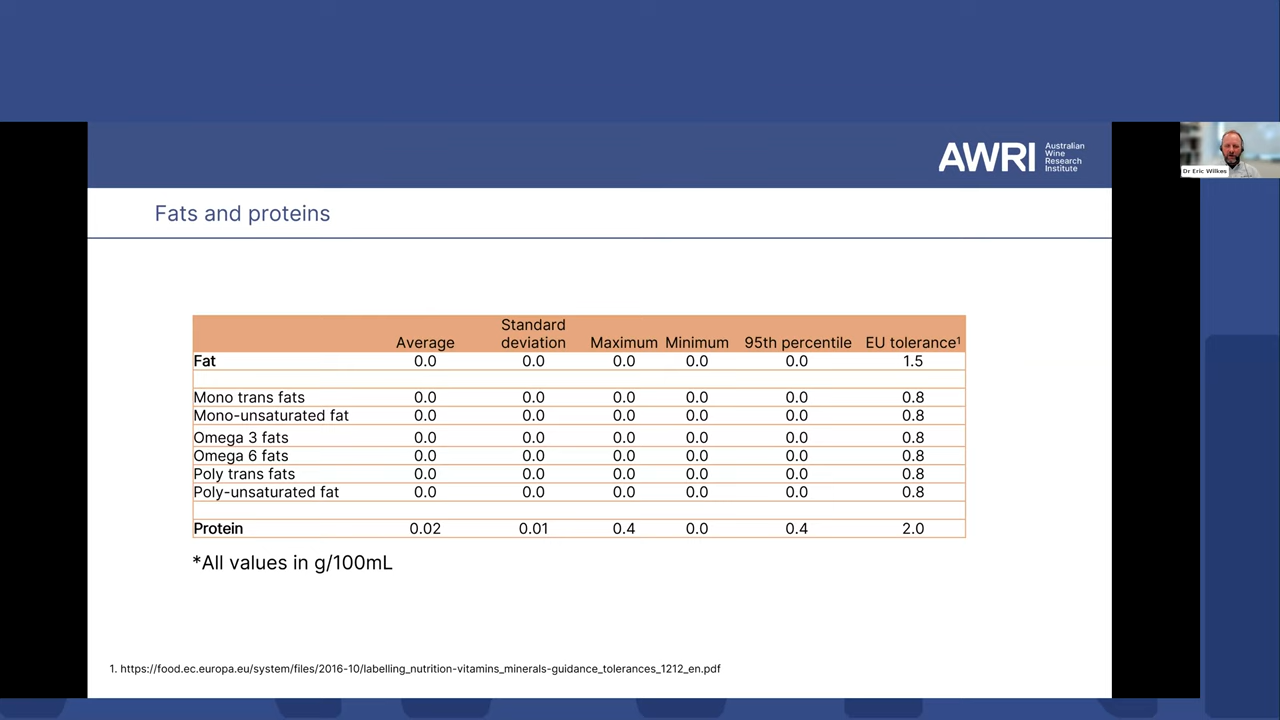 AWRI
Australian
Wine
Research
Institute
Dr Eric Wilkes
Fats and proteins
Average Standard deviation Maximum Minimum 95th percentile EU tolerance¹
Fat 0.0 0.0 0.0 0.0 0.0 1.5
Mono trans fats 0.0 0.0 0.0 0.0 0.0 0.8
Mono-unsaturated fat 0.0 0.0 0.0 0.0 0.0 0.8
Omega 3 fats 0.0 0.0 0.0 0.0 0.0 0.8
Omega 6 fats 0.0 0.0 0.0 0.0 0.0 0.8
Poly trans fats 0.0 0.0 0.0 0.0 0.0 0.8
Poly-unsaturated fat 0.0 0.0 0.0 0.0 0.0 0.8
Protein 0.02 0.01 0.4 0.0 0.4 2.0
*All values in g/100mL
1. https://food.ec.europa.eu/system/files/2016-10/labelling_nutrition-vitamins_minerals-guidance_tolerances_1212_en.pdf